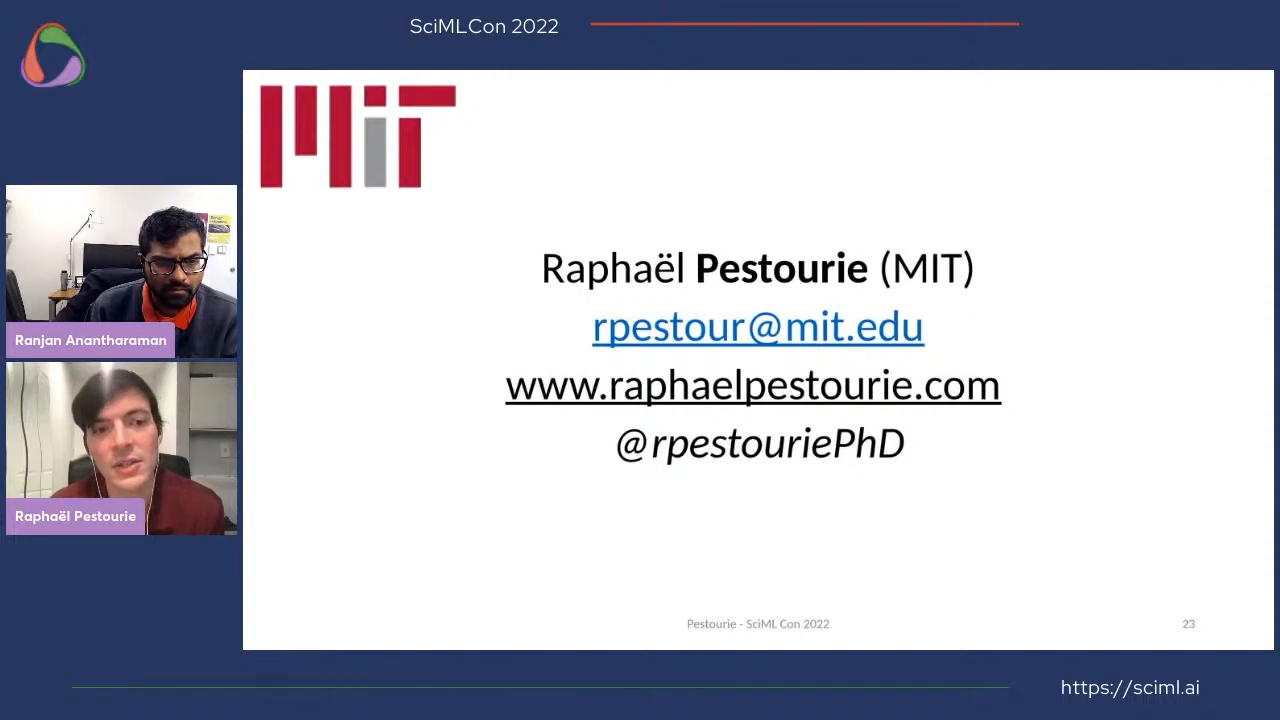 SciMLCon 2022
MIT
Raphaël Pestourie (MIT)
rpestour@mit.edu
www.raphaelpestourie.com
@rpestouriePhD
Ranjan Anantharaman
Raphaël Pestourie
Pestourie - SciML Con 2022
23
https://sciml.ai